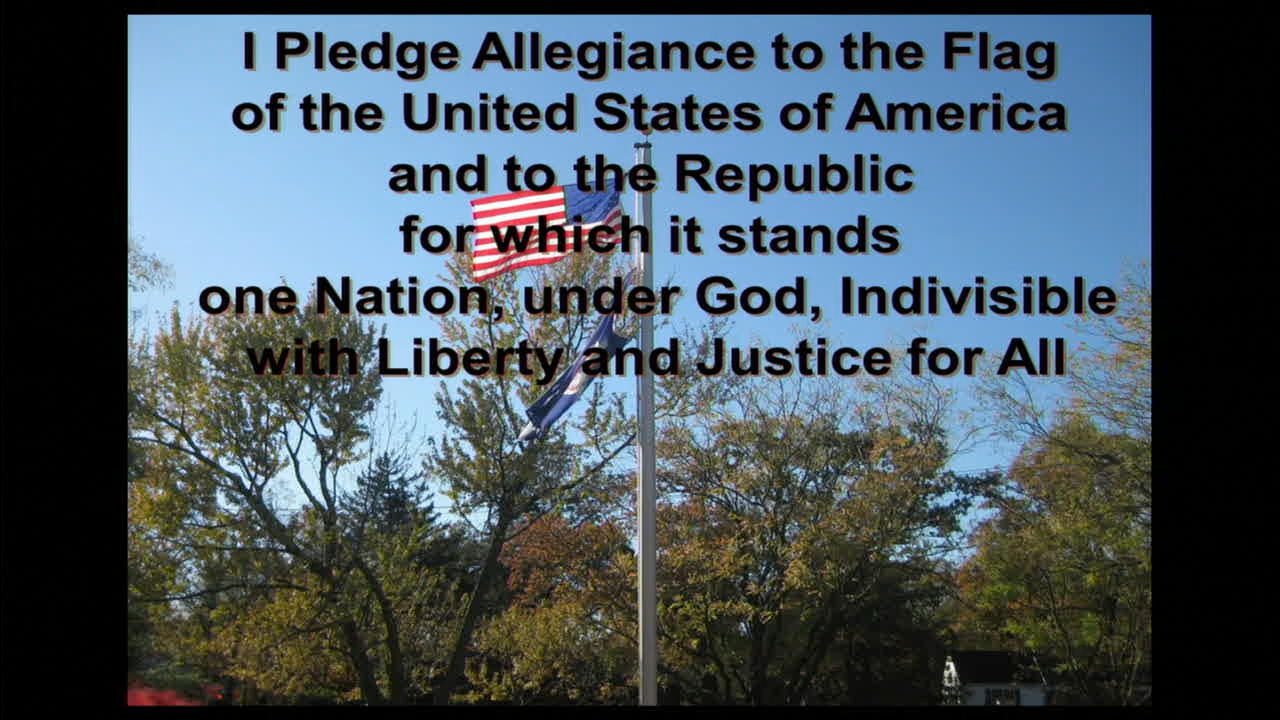 I Pledge Allegiance to the Flag
of the United States of America
and to the Republic
for which it stands
one Nation, under God, Indivisible
with Liberty and Justice for All